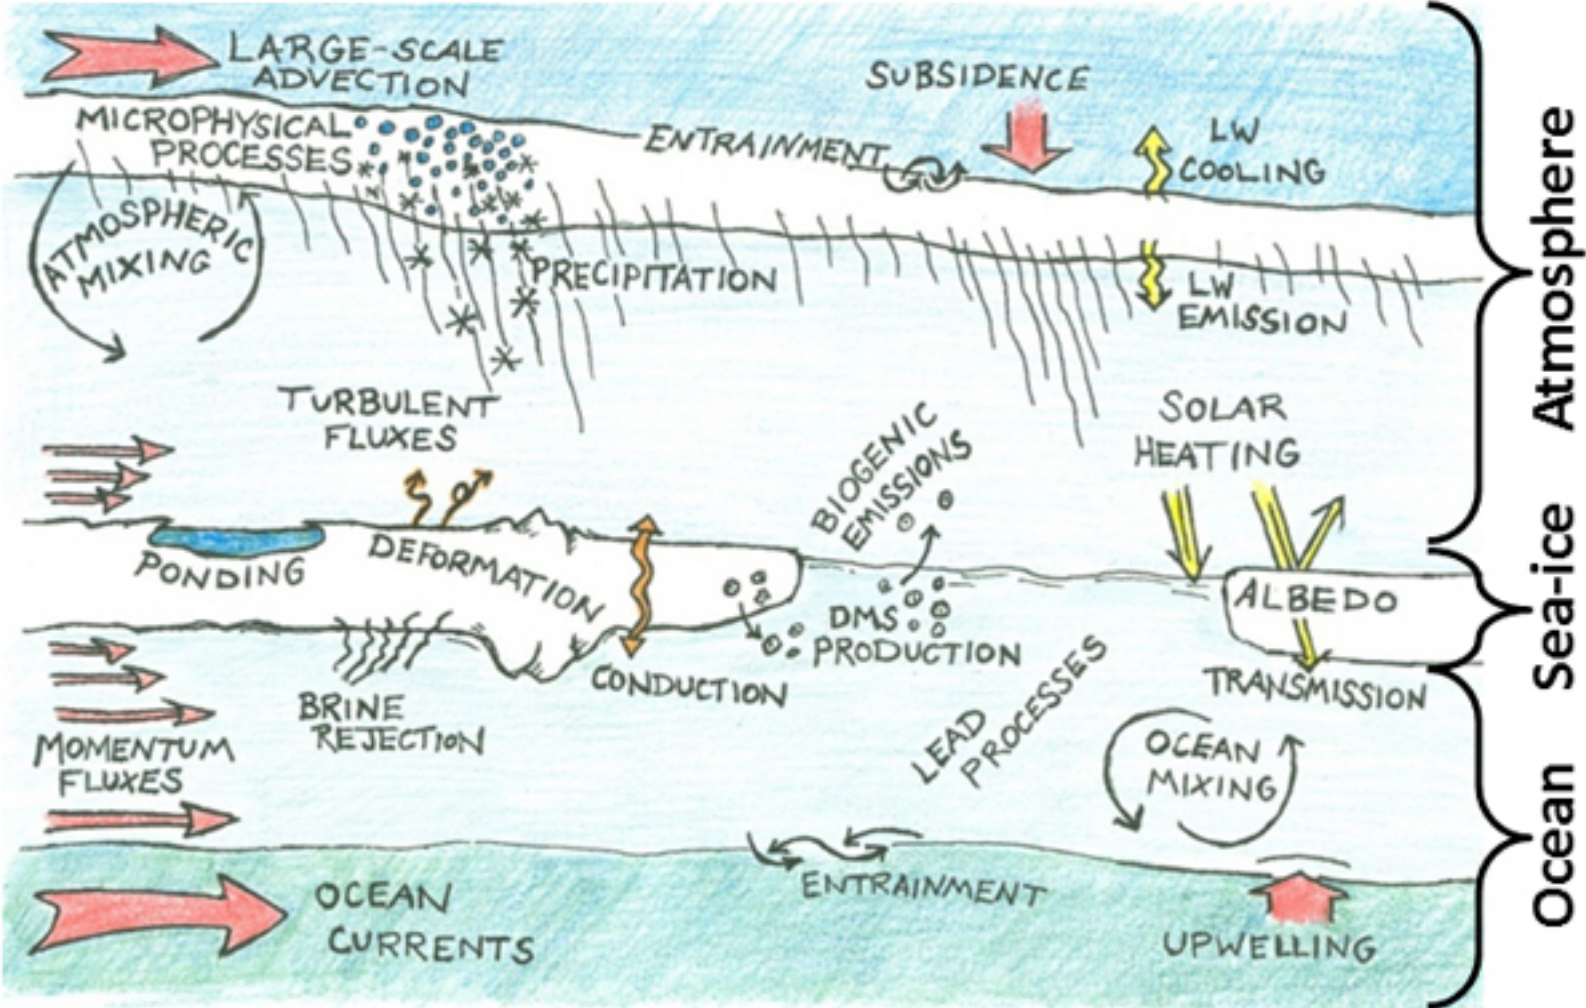 LARGE-SCALE
ADVECTION
SUBSIDENCE
MICROPHYSICAL
PROCESSES
ENTRAINMENT
LW
COOLING
ATMOSPHERIC
MIXING
PRECIPITATION
LW
EMISSION
TURBULENT
FLUXES
BIOGENIC
EMISSIONS
SOLAR
HEATING
PONDING
DEFORMATION
ALBEDO
DMS
PRODUCTION
CONDUCTION
TRANSMISSION
BRINE
REJECTION
MOMENTUM
FLUXES
LEAD
PROCESSES
OCEAN
MIXING
ENTRAINMENT
OCEAN
CURRENTS
UPWELLING
Atmosphere
Sea-ice
Ocean